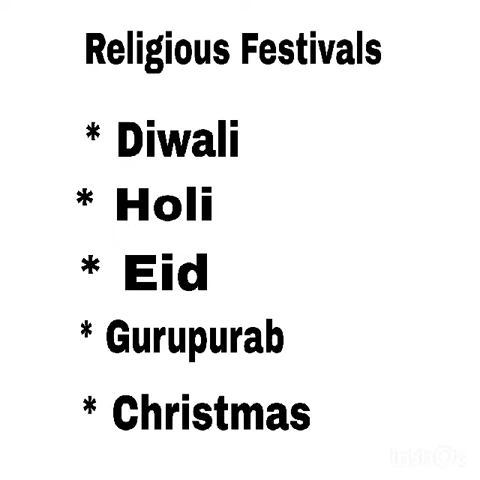 Religious Festivals
* Diwali
* Holi
* Eid
* Gurupurab
* Christmas